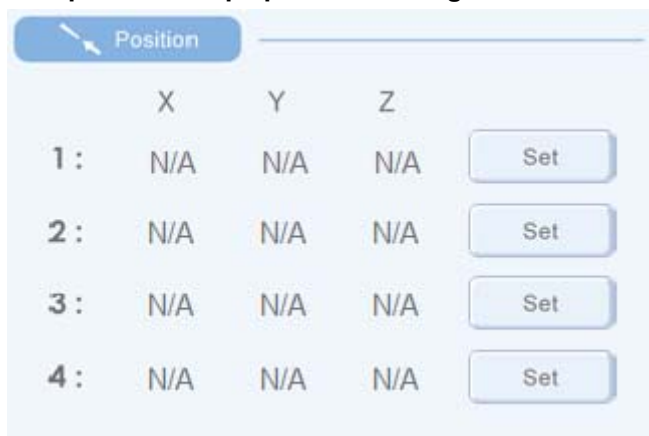 Position
X Y Z
1 : N/A N/A N/A Set
2 : N/A N/A N/A Set
3 : N/A N/A N/A Set
4 : N/A N/A N/A Set